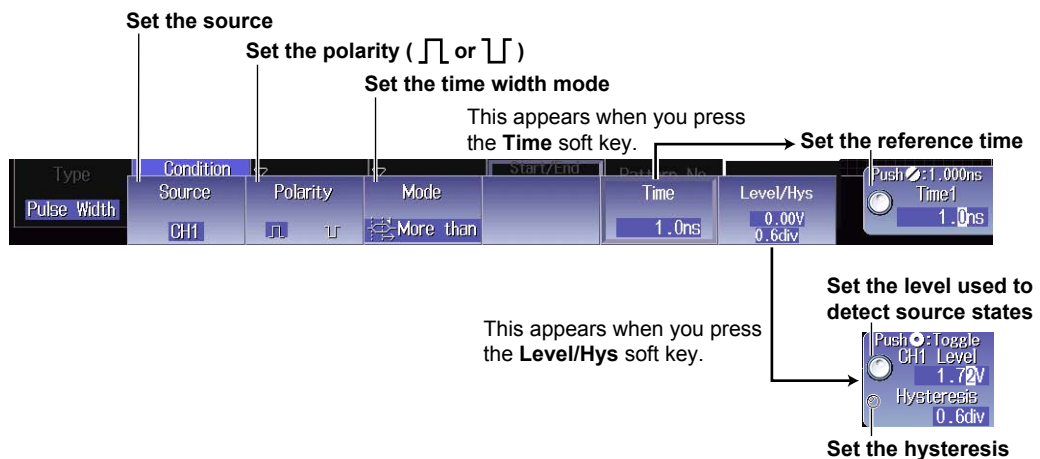 Set the source
Set the polarity ( or )
Set the time width mode
This appears when you press
the Time soft key.
Set the reference time
Type
Pulse Width
Condition
Source
CH1
Polarity
Mode
More than
Start/End
Pattern No
Time
1.0ns
Level/Hys
0.00V
0.6div
Push:1.000ns
Time1
1.0ns
This appears when you press
the Level/Hys soft key.
Set the level used to
detect source states
Push:Toggle
CH1 Level
1.72V
Hysteresis
0.6div
Set the hysteresis